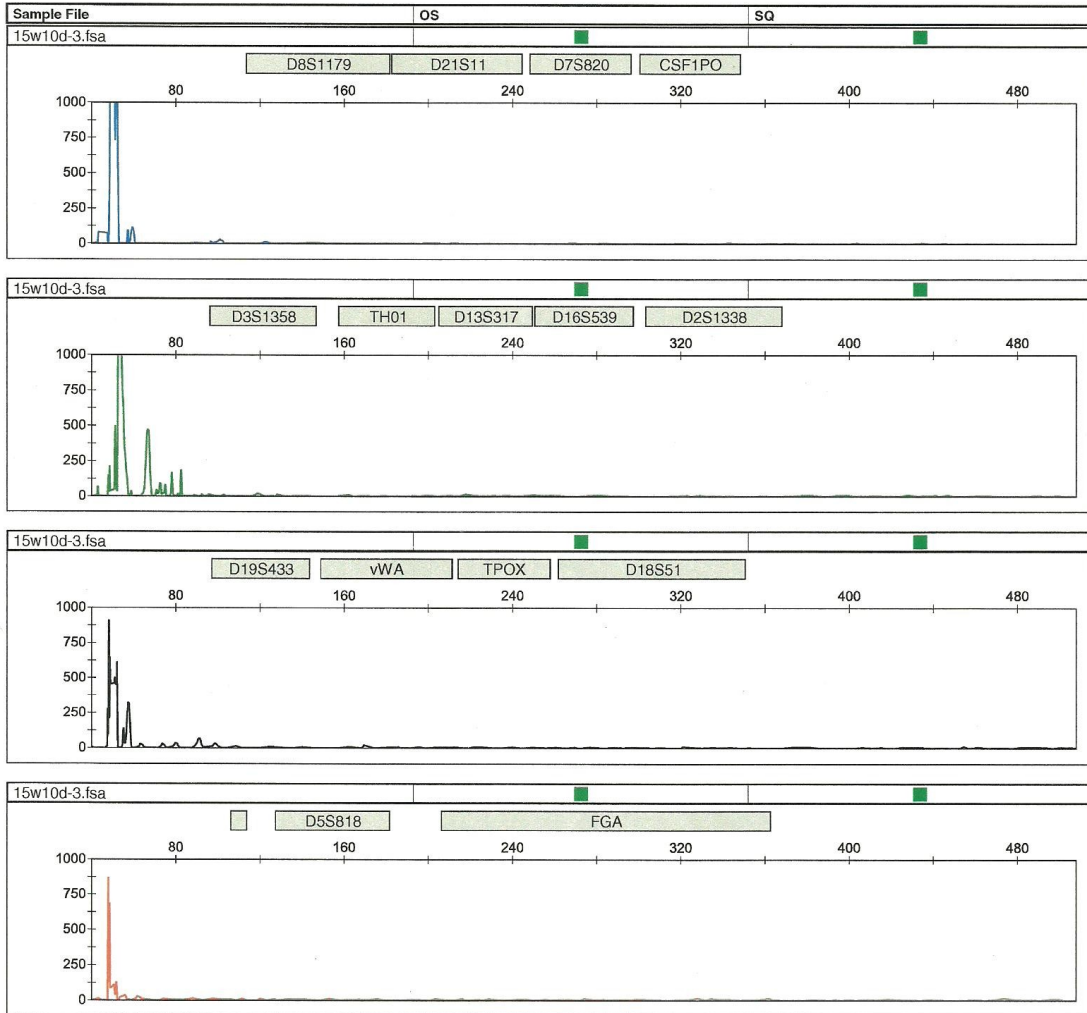 Sample File OS SQ
15w10d-3.fsa
D8S1179 D21S11 D7S820 CSF1PO
80 160 240 320 400 480
1000
750
500
250
0
15w10d-3.fsa
D3S1358 TH01 D13S317 D16S539 D2S1338
80 160 240 320 400 480
1000
750
500
250
0
15w10d-3.fsa
D19S433 vWA TPOX D18S51
80 160 240 320 400 480
1000
750
500
250
0
15w10d-3.fsa
D5S818 FGA
80 160 240 320 400 480
1000
750
500
250
0